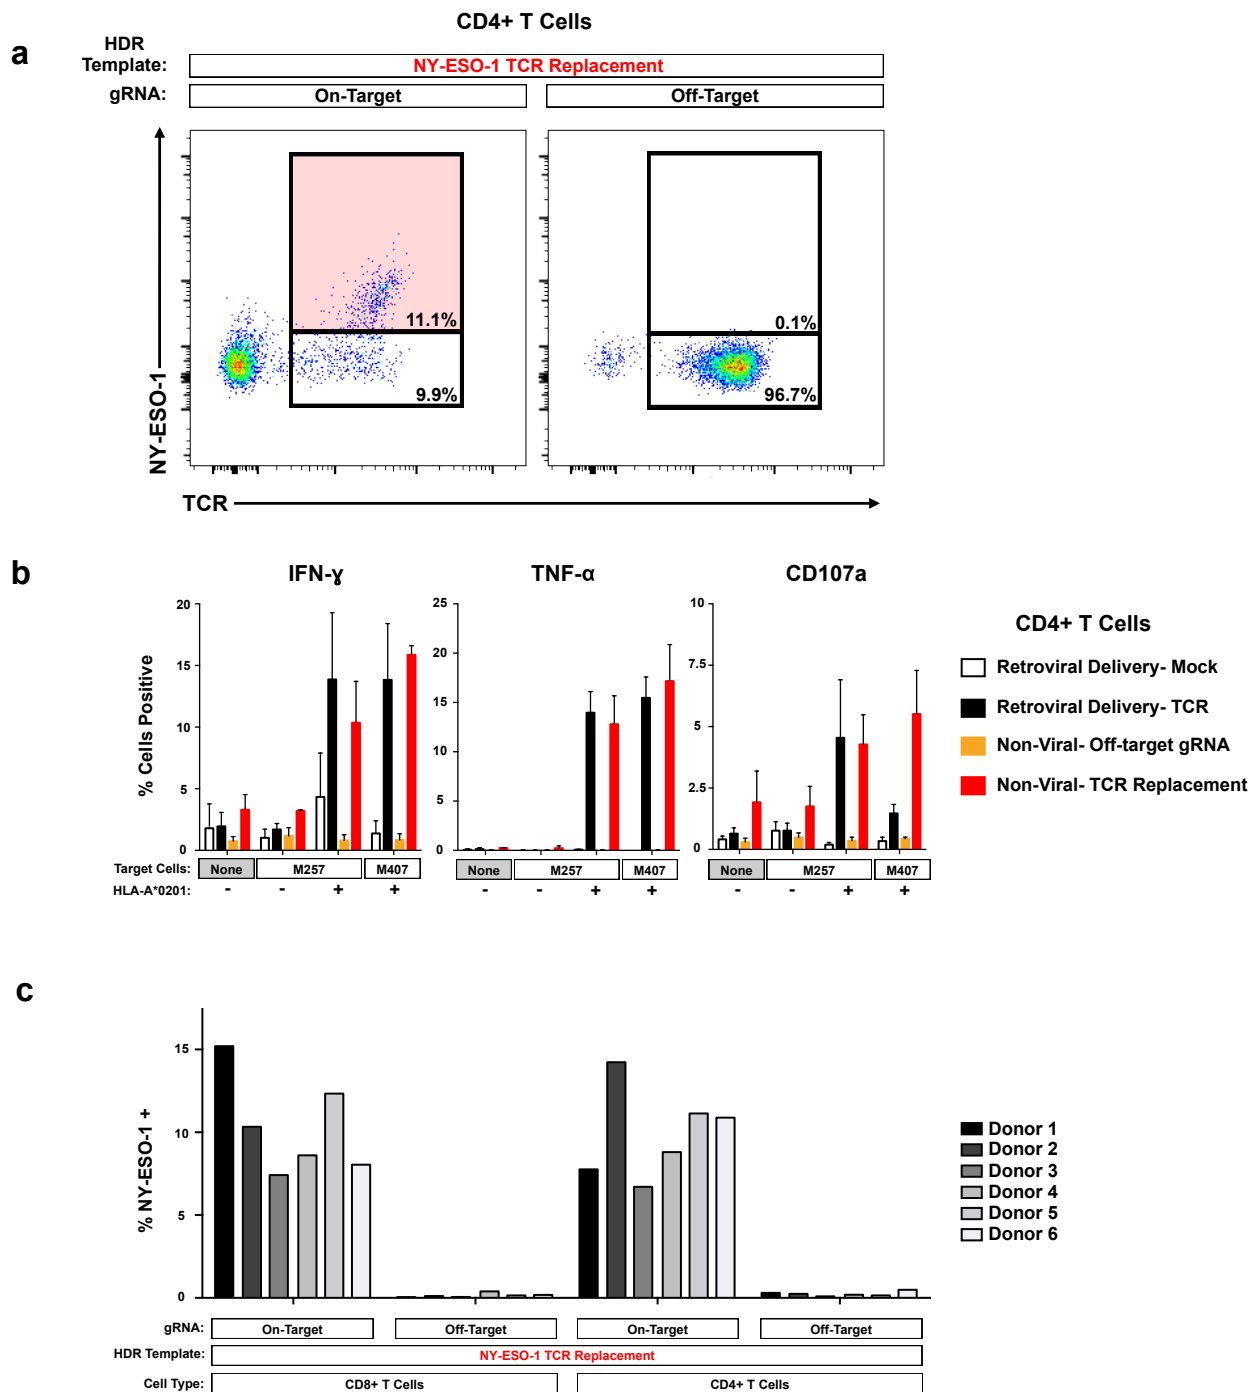 a
CD4+ T Cells
HDR
Template:
NY-ESO-1 TCR Replacement
gRNA:
On-Target
Off-Target
NY-ESO-1
11.1%
9.9%
0.1%
96.7%
TCR
b
IFN-ɣ
TNF-α
CD107a
% Cells Positive
20
15
10
5
0
25
20
15
10
5
0
10
7.5
5
2.5
0
Target Cells:
None
M257
M407
None
M257
M407
None
M257
M407
HLA-A*0201:
-
-
+
+
-
-
+
+
-
-
+
+
CD4+ T Cells
Retroviral Delivery- Mock
Retroviral Delivery- TCR
Non-Viral- Off-target gRNA
Non-Viral- TCR Replacement
c
% NY-ESO-1 +
15
10
5
0
Donor 1
Donor 2
Donor 3
Donor 4
Donor 5
Donor 6
gRNA:
On-Target
Off-Target
On-Target
Off-Target
HDR Template:
NY-ESO-1 TCR Replacement
Cell Type:
CD8+ T Cells
CD4+ T Cells